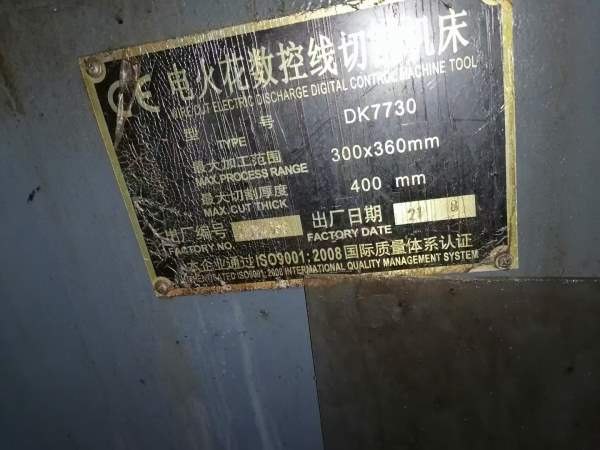 CE 电火花数控线切割机床
WIRE CUT ELECTRIC DISCHARGE DIGITAL CONTROL MACHINE TOOL
型 号 DK7730
TYPE
最大加工范围 300x360mm
MAX.PROCESS RANGE
最大切割厚度 400 mm
MAX.CUT THICK
出厂编号 出厂日期 21
FACTORY NO. FACTORY DATE
本企业通过ISO9001:2008国际质量体系认证
ISO9001:2008 INTERNATIONAL QUALITY MANAGEMENT SYSTEM